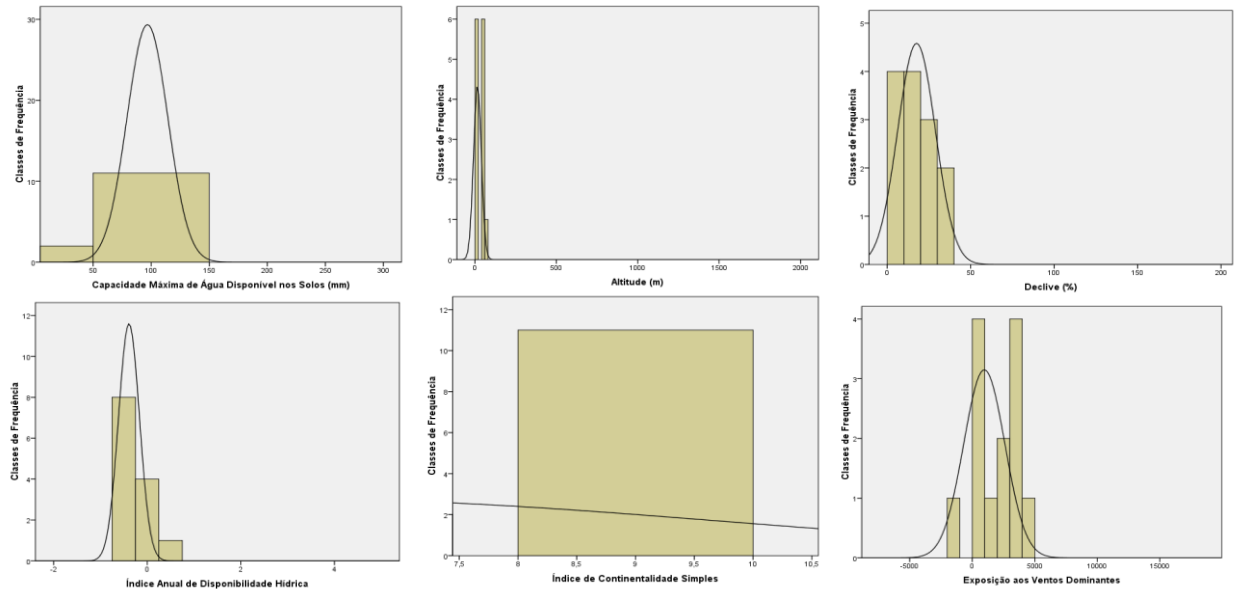 Classes de Frequência
30
20
10
0
50 100 150 200 250 300
Capacidade Máxima de Água Disponível nos Solos (mm)
Classes de Frequência
6
5
4
3
2
1
0
0 500 1000 1500 2000
Altitude (m)
Classes de Frequência
5
4
3
2
1
0
0 50 100 150 200
Declive (%)
Classes de Frequência
12
10
8
6
4
2
0
-2 0 2 4
Índice Anual de Disponibilidade Hídrica
Classes de Frequência
12
10
8
6
4
2
0
7,5 8 8,5 9 9,5 10 10,5
Índice de Continentalidade Simples
Classes de Frequência
4
3
2
1
0
-5000 0 5000 10000 15000
Exposição aos Ventos Dominantes